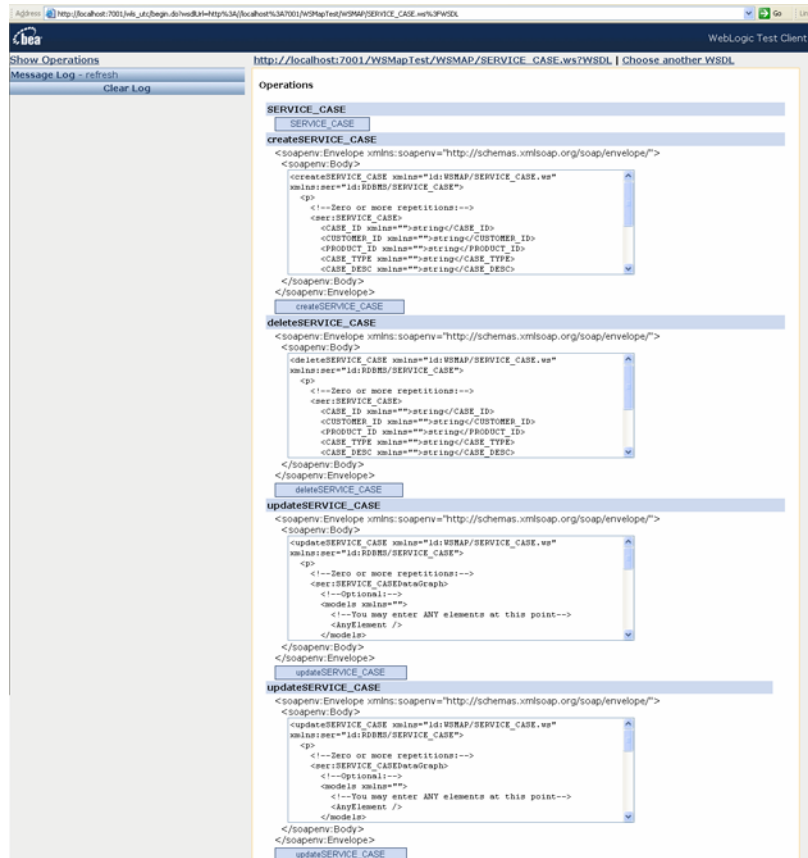 Address http://localhost:7001/wls_utc/begin.do?wsdlUrl=http%3A//localhost%3A7001/WSMapTest/WSMAP/SERVICE_CASE.ws%3FWSDL Go
bea
WebLogic Test Client
Show Operations
Message Log - refresh
Clear Log
http://localhost:7001/WSMapTest/WSMAP/SERVICE_CASE.ws?WSDL | Choose another WSDL
Operations
SERVICE_CASE
SERVICE_CASE
createSERVICE_CASE
<soapenv:Envelope xmlns:soapenv="http://schemas.xmlsoap.org/soap/envelope/">
<soapenv:Body>
<createSERVICE_CASE xmlns="ld:WSMAP/SERVICE_CASE.ws"
xmlns:ser="ld:RDBMS/SERVICE_CASE">
<p>
<!--Zero or more repetitions:-->
<ser:SERVICE_CASE>
<CASE_ID xmlns="">string</CASE_ID>
<CUSTOMER_ID xmlns="">string</CUSTOMER_ID>
<PRODUCT_ID xmlns="">string</PRODUCT_ID>
<CASE_TYPE xmlns="">string</CASE_TYPE>
<CASE_DESC xmlns="">string</CASE_DESC>
</soapenv:Body>
</soapenv:Envelope>
createSERVICE_CASE
deleteSERVICE_CASE
<soapenv:Envelope xmlns:soapenv="http://schemas.xmlsoap.org/soap/envelope/">
<soapenv:Body>
<deleteSERVICE_CASE xmlns="ld:WSMAP/SERVICE_CASE.ws"
xmlns:ser="ld:RDBMS/SERVICE_CASE">
<p>
<!--Zero or more repetitions:-->
<ser:SERVICE_CASE>
<CASE_ID xmlns="">string</CASE_ID>
<CUSTOMER_ID xmlns="">string</CUSTOMER_ID>
<PRODUCT_ID xmlns="">string</PRODUCT_ID>
<CASE_TYPE xmlns="">string</CASE_TYPE>
<CASE_DESC xmlns="">string</CASE_DESC>
</soapenv:Body>
</soapenv:Envelope>
deleteSERVICE_CASE
updateSERVICE_CASE
<soapenv:Envelope xmlns:soapenv="http://schemas.xmlsoap.org/soap/envelope/">
<soapenv:Body>
<updateSERVICE_CASE xmlns="ld:WSMAP/SERVICE_CASE.ws"
xmlns:ser="ld:RDBMS/SERVICE_CASE">
<p>
<!--Zero or more repetitions:-->
<ser:SERVICE_CASEDataGraph>
<!--Optional:-->
<models xmlns="">
<!--You may enter ANY elements at this point-->
<AnyElement />
</models>
</soapenv:Body>
</soapenv:Envelope>
updateSERVICE_CASE
updateSERVICE_CASE
<soapenv:Envelope xmlns:soapenv="http://schemas.xmlsoap.org/soap/envelope/">
<soapenv:Body>
<updateSERVICE_CASE xmlns="ld:WSMAP/SERVICE_CASE.ws"
xmlns:ser="ld:RDBMS/SERVICE_CASE">
<p>
<!--Zero or more repetitions:-->
<ser:SERVICE_CASEDataGraph>
<!--Optional:-->
<models xmlns="">
<!--You may enter ANY elements at this point-->
<AnyElement />
</models>
</soapenv:Body>
</soapenv:Envelope>
updateSERVICE_CASE